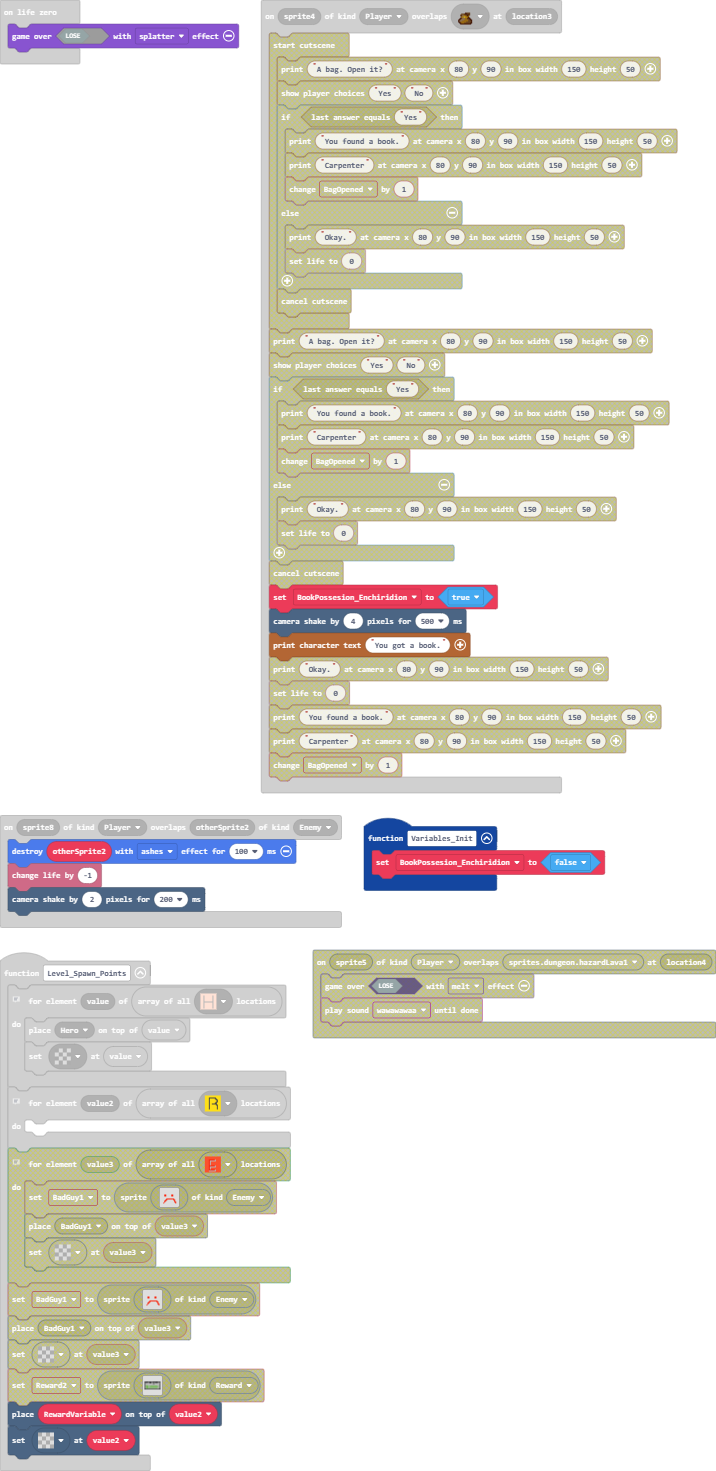 on life zero
game over LOSE with splatter effect
on sprite4 of kind Player overlaps at location3
start cutscene
print "A bag. Open it?" at camera x 80 y 90 in box width 150 height 50
show player choices "Yes" "No"
if last answer equals "Yes" then
print "You found a book." at camera x 80 y 90 in box width 150 height 50
print "Carpenter" at camera x 80 y 90 in box width 150 height 50
change BagOpened by 1
else
print "Okay." at camera x 80 y 90 in box width 150 height 50
set life to 0
cancel cutscene
print "A bag. Open it?" at camera x 80 y 90 in box width 150 height 50
show player choices "Yes" "No"
if last answer equals "Yes" then
print "You found a book." at camera x 80 y 90 in box width 150 height 50
print "Carpenter" at camera x 80 y 90 in box width 150 height 50
change BagOpened by 1
else
print "Okay." at camera x 80 y 90 in box width 150 height 50
set life to 0
cancel cutscene
set BookPossesion_Enchiridion to true
camera shake by 4 pixels for 500 ms
print character text "You got a book."
print "Okay." at camera x 80 y 90 in box width 150 height 50
set life to 0
print "You found a book." at camera x 80 y 90 in box width 150 height 50
print "Carpenter" at camera x 80 y 90 in box width 150 height 50
change BagOpened by 1
on sprite8 of kind Player overlaps otherSprite2 of kind Enemy
destroy otherSprite2 with ashes effect for 100 ms
change life by -1
camera shake by 2 pixels for 200 ms
function Variables_Init
set BookPossesion_Enchiridion to false
function Level_Spawn_Points
for element value of array of all H locations
do
place Hero on top of value
set at value
for element value2 of array of all R locations
do
for element value3 of array of all E locations
do
set BadGuy1 to sprite of kind Enemy
place BadGuy1 on top of value3
set at value3
set BadGuy1 to sprite of kind Enemy
place BadGuy1 on top of value3
set at value3
set Reward2 to sprite of kind Reward
place RewardVariable on top of value2
set at value2
on sprite5 of kind Player overlaps sprites.dungeon.hazardLava1 at location4
game over LOSE with melt effect
play sound wawawawaa until done